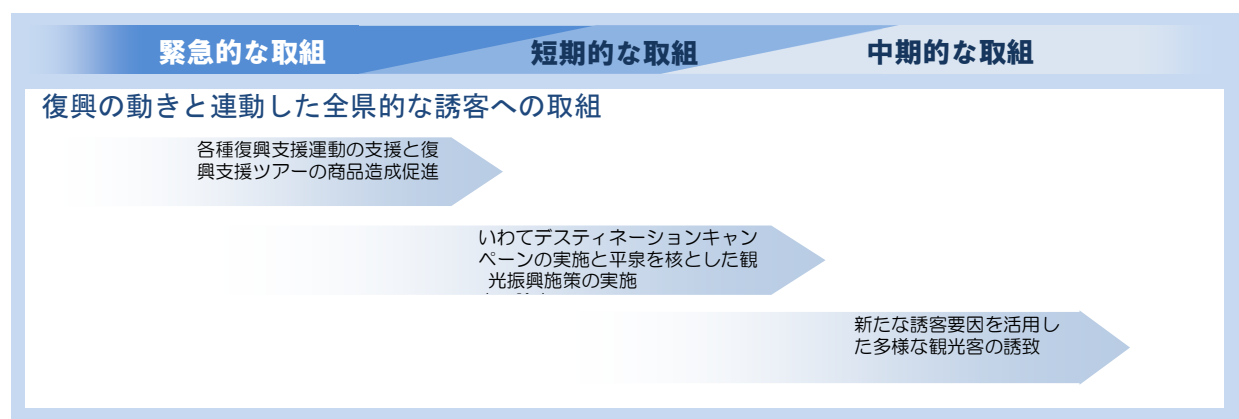 緊急的な取組 短期的な取組 中期的な取組
復興の動きと連動した全県的な誘客への取組
各種復興支援運動の支援と復
興支援ツアーの商品造成促進
いわてデスティネーションキャン
ペーンの実施と平泉を核とした観
光振興施策の実施
新たな誘客要因を活用し
た多様な観光客の誘致